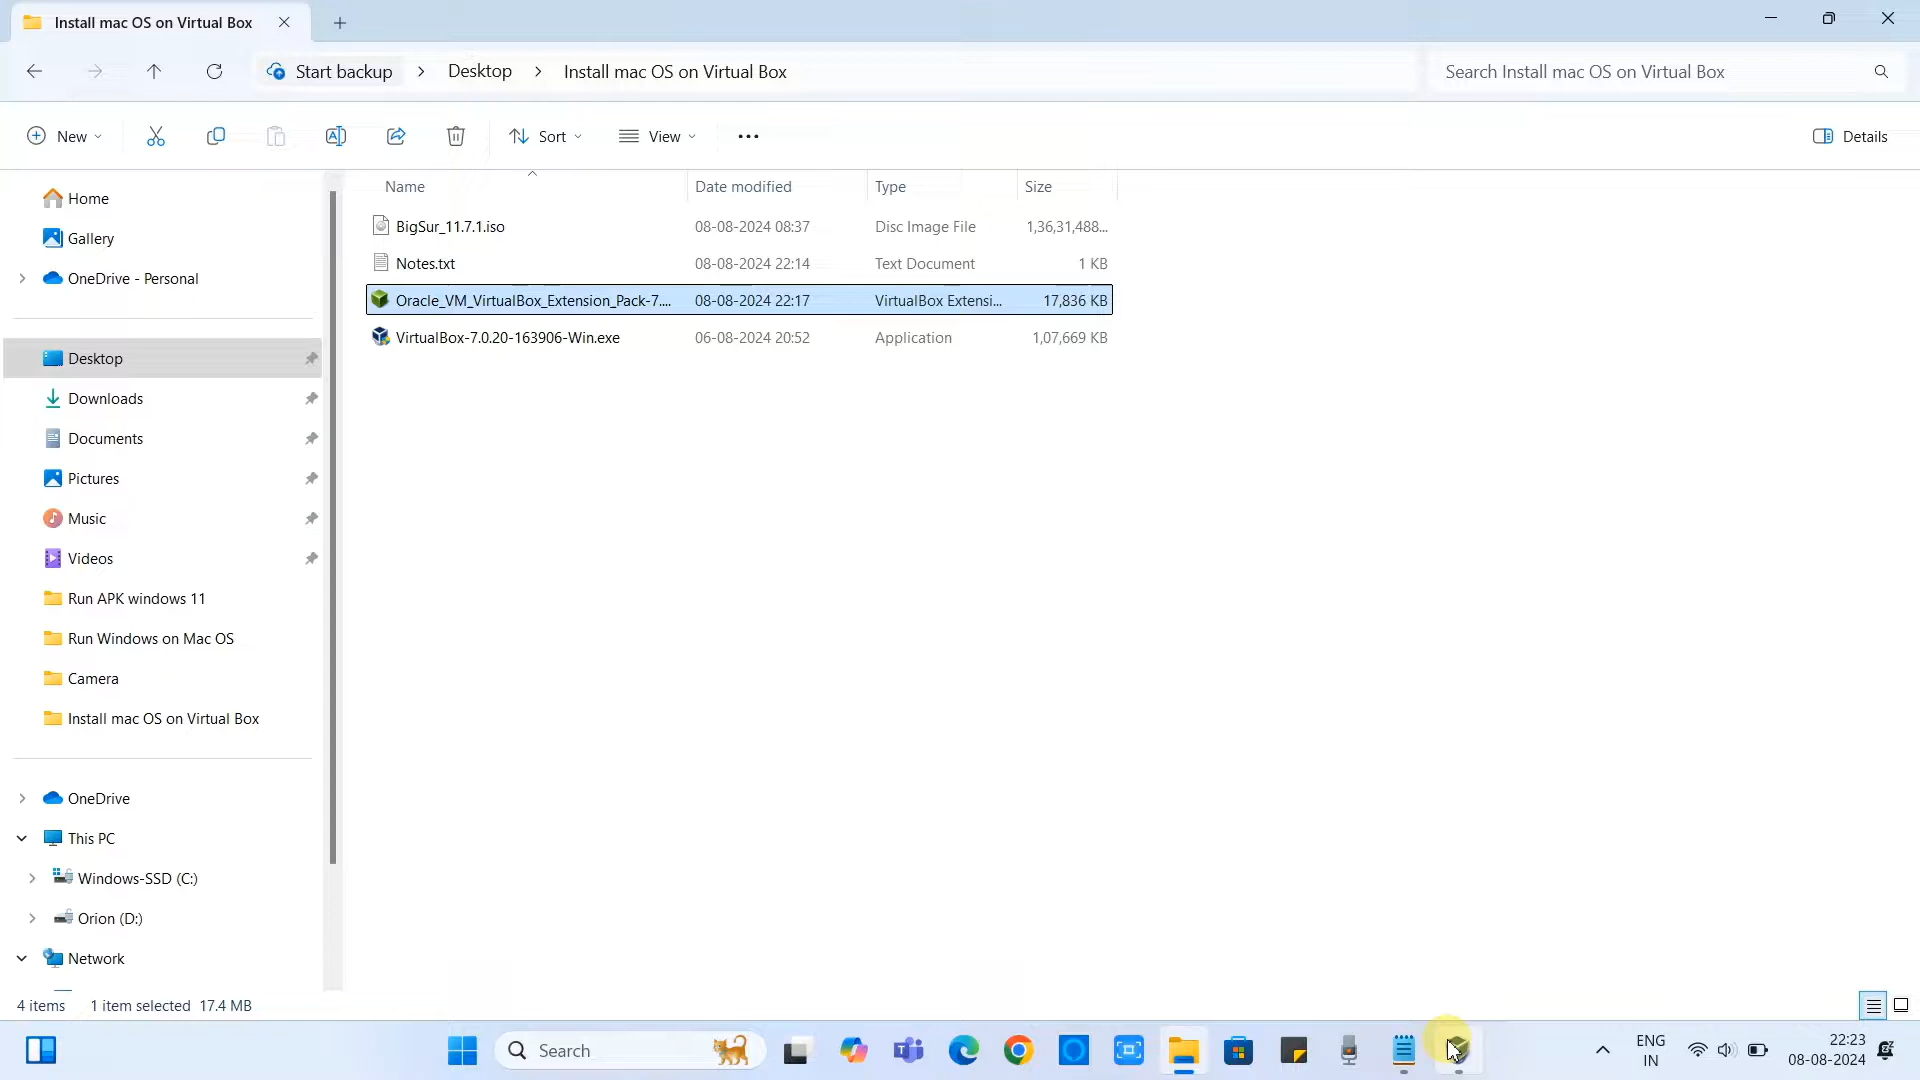 Install mac OS on Virtual Box
Start backup > Desktop > Install mac OS on Virtual Box
Search Install mac OS on Virtual Box
New
Sort
View
Details
Name Date modified Type Size
BigSur_11.7.1.iso 08-08-2024 08:37 Disc Image File 1,36,31,488...
Notes.txt 08-08-2024 22:14 Text Document 1 KB
Oracle_VM_VirtualBox_Extension_Pack-7.... 08-08-2024 22:17 VirtualBox Extensi... 17,836 KB
VirtualBox-7.0.20-163906-Win.exe 06-08-2024 20:52 Application 1,07,669 KB
Home
Gallery
OneDrive - Personal
Desktop
Downloads
Documents
Pictures
Music
Videos
Run APK windows 11
Run Windows on Mac OS
Camera
Install mac OS on Virtual Box
OneDrive
This PC
Windows-SSD (C:)
Orion (D:)
Network
4 items 1 item selected 17.4 MB
Search
ENG
IN
22:23
08-08-2024